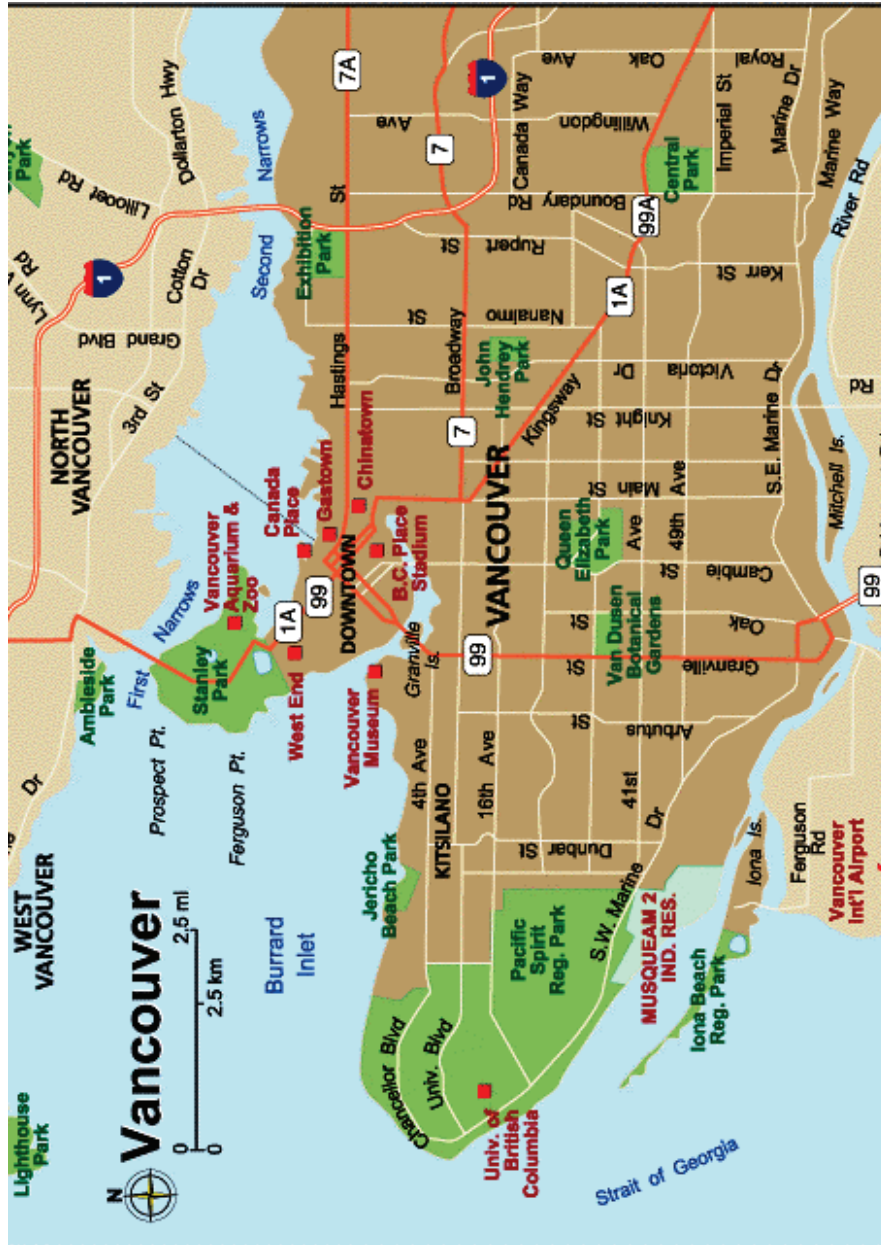 Lighthouse
Park
N
Vancouver
0 2.5 ml
0 2.5 km
WEST
VANCOUVER
Dr
Ambleside
Park
NORTH
VANCOUVER
3rd St
Grand Blvd
Lynn
Rd
1
Lillooet Rd
Park
Cotton
Dr
Dollarton Hwy
First
Narrows
Second
Narrows
Prospect Pt.
Ferguson Pt.
Stanley
Park
Vancouver
Aquarium &
Zoo
Burrard
Inlet
West End
1A
99
Canada
Place
Gastown
Chinatown
DOWNTOWN
B.C. Place
Stadium
Vancouver
Museum
Granville
Is.
Exhibition
Park
Hastings
St
7A
Jericho
Beach Park
4th Ave
KITSILANO
16th Ave
Chancellor Blvd
Univ. Blvd
Univ. of
British
Columbia
Pacific
Spirit
Reg. Park
99
VANCOUVER
7
Broadway
7
1
John
Hendrey
Park
Kingsway
Nanaimo
St
Rupert
St
Boundary
Rd
Willingdon
Ave
Canada Way
Royal
Oak
Ave
Dunbar
St
41st
Ave
49th Ave
Arbutus
St
Granville
St
Oak
St
Cambie
St
Main
St
Knight
St
Victoria
Dr
Kerr St
Van Dusen
Botanical
Gardens
Queen
Elizabeth
Park
1A
99A
Central
Park
Imperial St
S.W. Marine
Dr
S.E. Marine Dr
Marine Dr
Marine Way
River Rd
MUSQUEAM 2
IND. RES.
Iona Beach
Reg. Park
Iona Is.
Ferguson
Rd
Vancouver
Int'l Airport
Mitchell Is.
Rd
99
Strait of Georgia